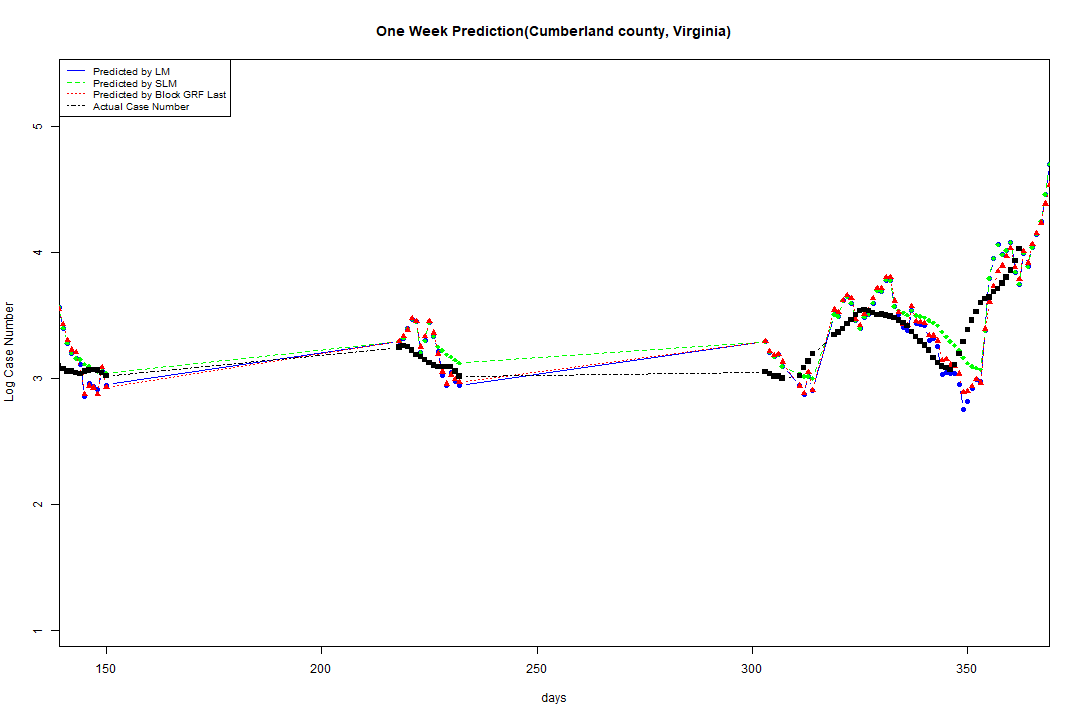 One Week Prediction(Cumberland county, Virginia)
Predicted by LM
Predicted by SLM
Predicted by Block GRF Last
Actual Case Number
5
4
3
2
1
Log Case Number
150 200 250 300 350
days